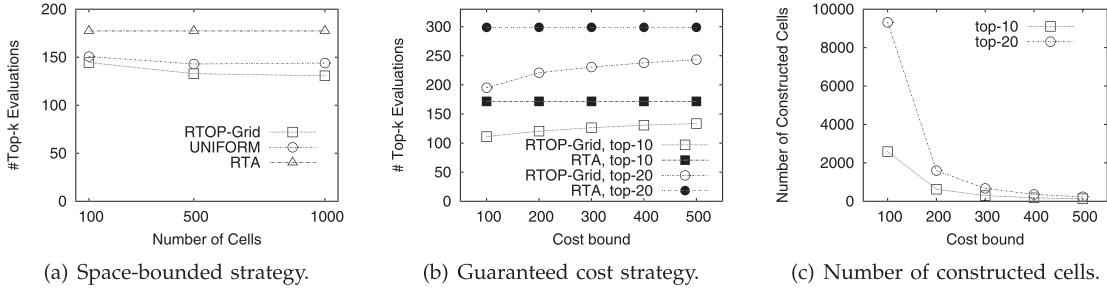 200
150
100
50
0
#Top-k Evaluations
RTOP-Grid
UNIFORM
RTA
100
500
1000
Number of Cells
(a) Space-bounded strategy.
300
250
200
150
100
50
0
# Top-k Evaluations
RTOP-Grid, top-10
RTA, top-10
RTOP-Grid, top-20
RTA, top-20
100 200 300 400 500
Cost bound
(b) Guaranteed cost strategy.
10000
8000
6000
4000
2000
0
Number of Constructed Cells
top-10
top-20
100 200 300 400 500
Cost bound
(c) Number of constructed cells.